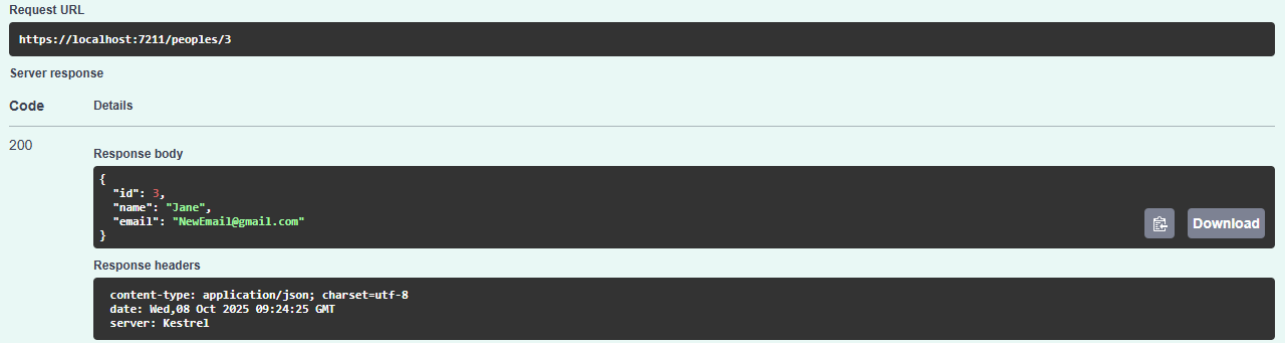 Request URL
https://localhost:7211/peoples/3
Server response
Code Details
200
Response body
{
"id": 3,
"name": "Jane",
"email": "NewEmail@gmail.com"
}
Download
Response headers
content-type: application/json; charset=utf-8
date: Wed,08 Oct 2025 09:24:25 GMT
server: Kestrel